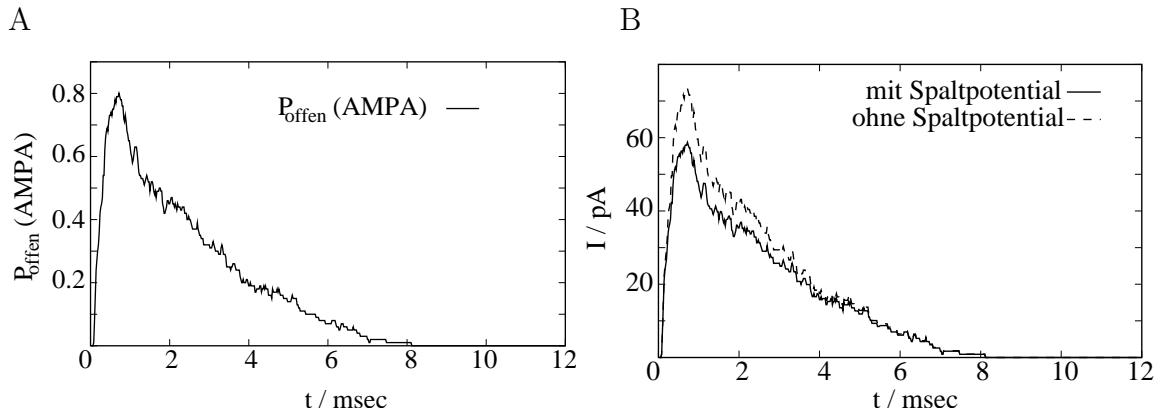 A
P_offen (AMPA)
0.8
0.6
0.4
0.2
0 2 4 6 8 10 12
t / msec
P_offen (AMPA)
B
mit Spaltpotential
ohne Spaltpotential
I / pA
60
40
20
0 2 4 6 8 10 12
t / msec